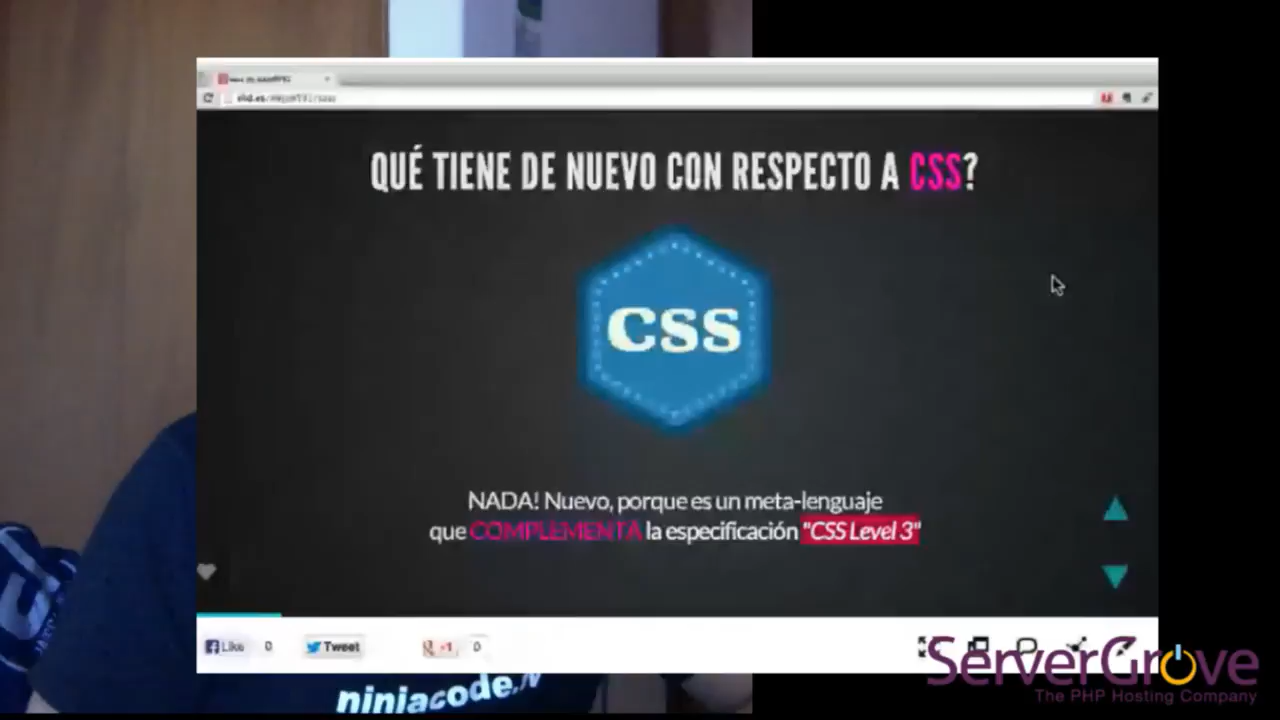 QUÉ TIENE DE NUEVO CON RESPECTO A CSS?
CSS
NADA! Nuevo, porque es un meta-lenguaje
que COMPLEMENTA la especificación "CSS Level 3"
Like 0 Tweet +1 0
ServerGrove
The PHP Hosting Company
ninjacode.